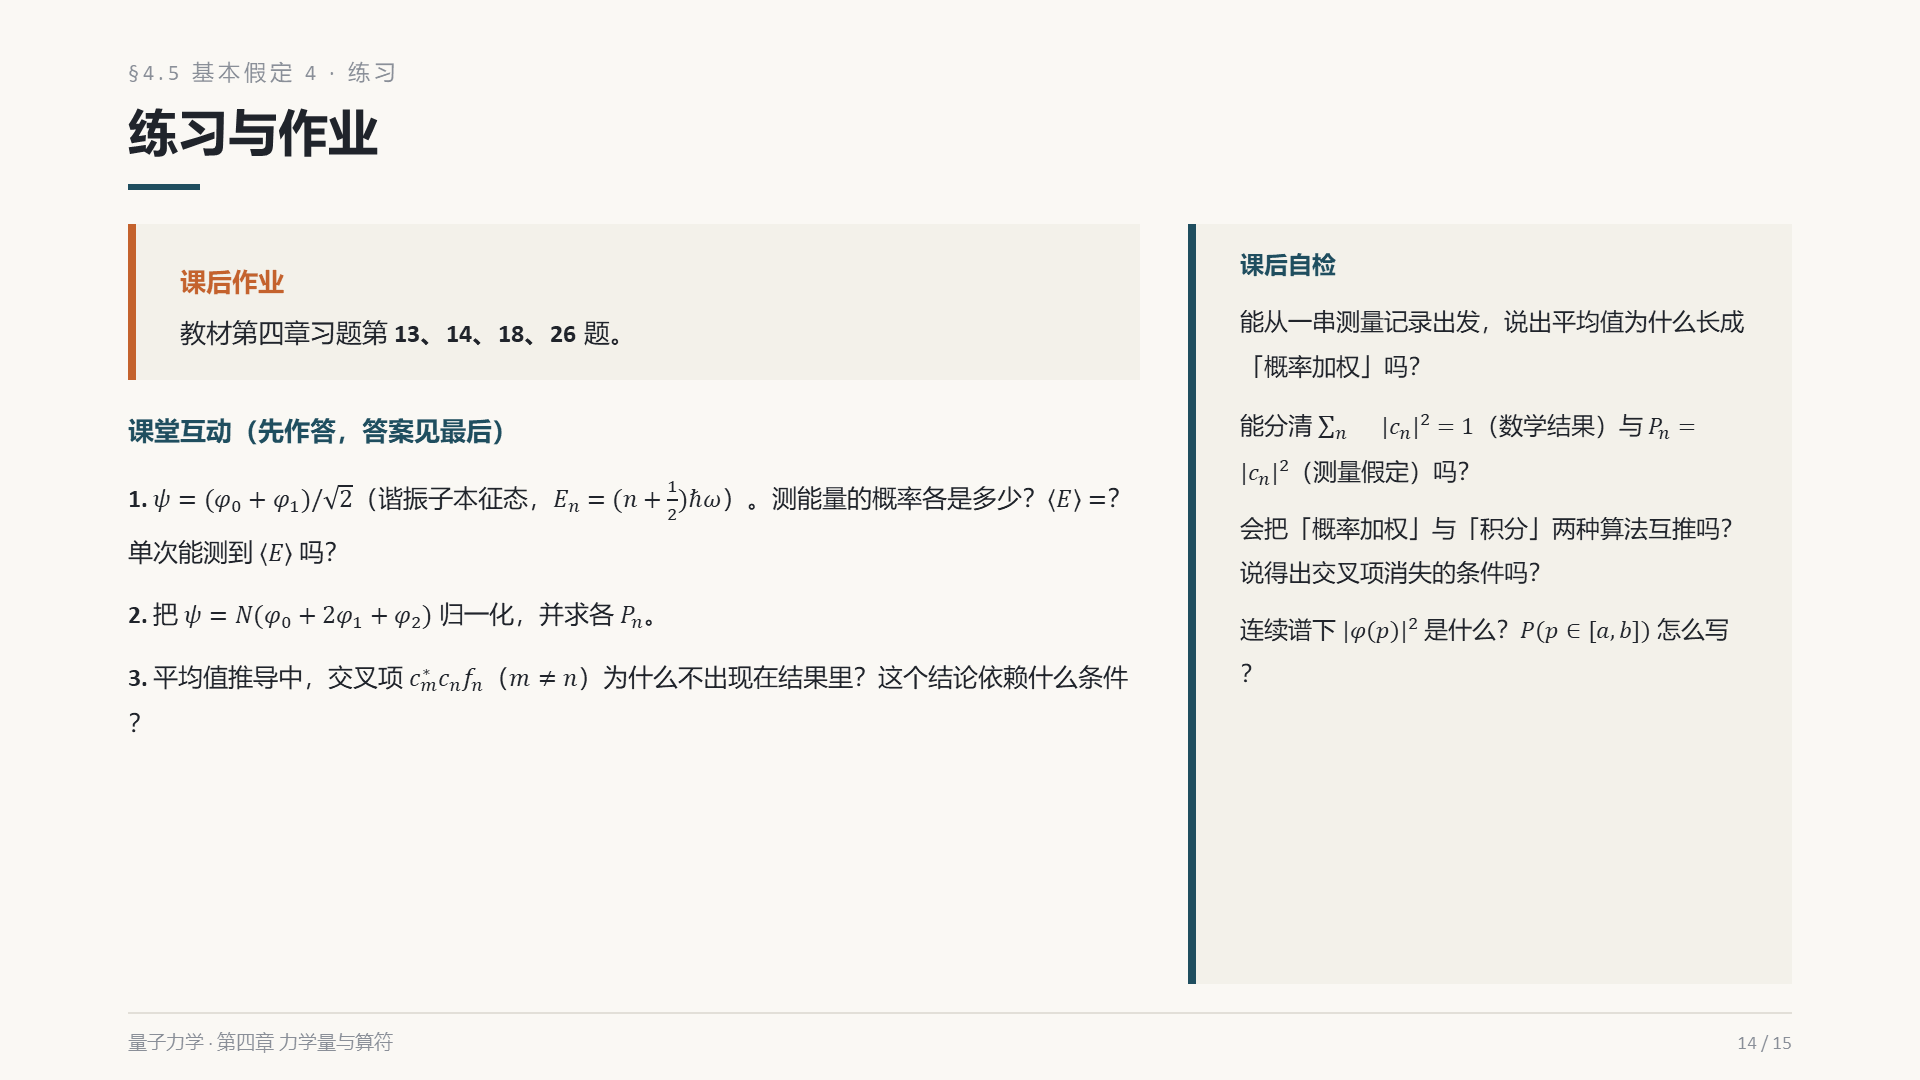 §4.5 基本假定 4 · 练习
练习与作业
课后作业
教材第四章习题第 13、14、18、26 题。
课堂互动（先作答，答案见最后）
1. ψ = (φ₀ + φ₁)/√2（谐振子本征态，Eₙ = (n + 1/2)ℏω）。测能量的概率各是多少？⟨E⟩ =？
单次能测到 ⟨E⟩ 吗？
2. 把 ψ = N(φ₀ + 2φ₁ + φ₂) 归一化，并求各 Pₙ。
3. 平均值推导中，交叉项 c*ₘcₙfₙ（m ≠ n）为什么不出现在结果里？这个结论依赖什么条件
？
课后自检
能从一串测量记录出发，说出平均值为什么长成
「概率加权」吗？
能分清 ∑ₙ |cₙ|² = 1（数学结果）与 Pₙ =
|cₙ|²（测量假定）吗？
会把「概率加权」与「积分」两种算法互推吗？
说得出交叉项消失的条件吗？
连续谱下 |φ(p)|² 是什么？P(p ∈ [a, b]) 怎么写
？
量子力学 · 第四章 力学量与算符
14 / 15